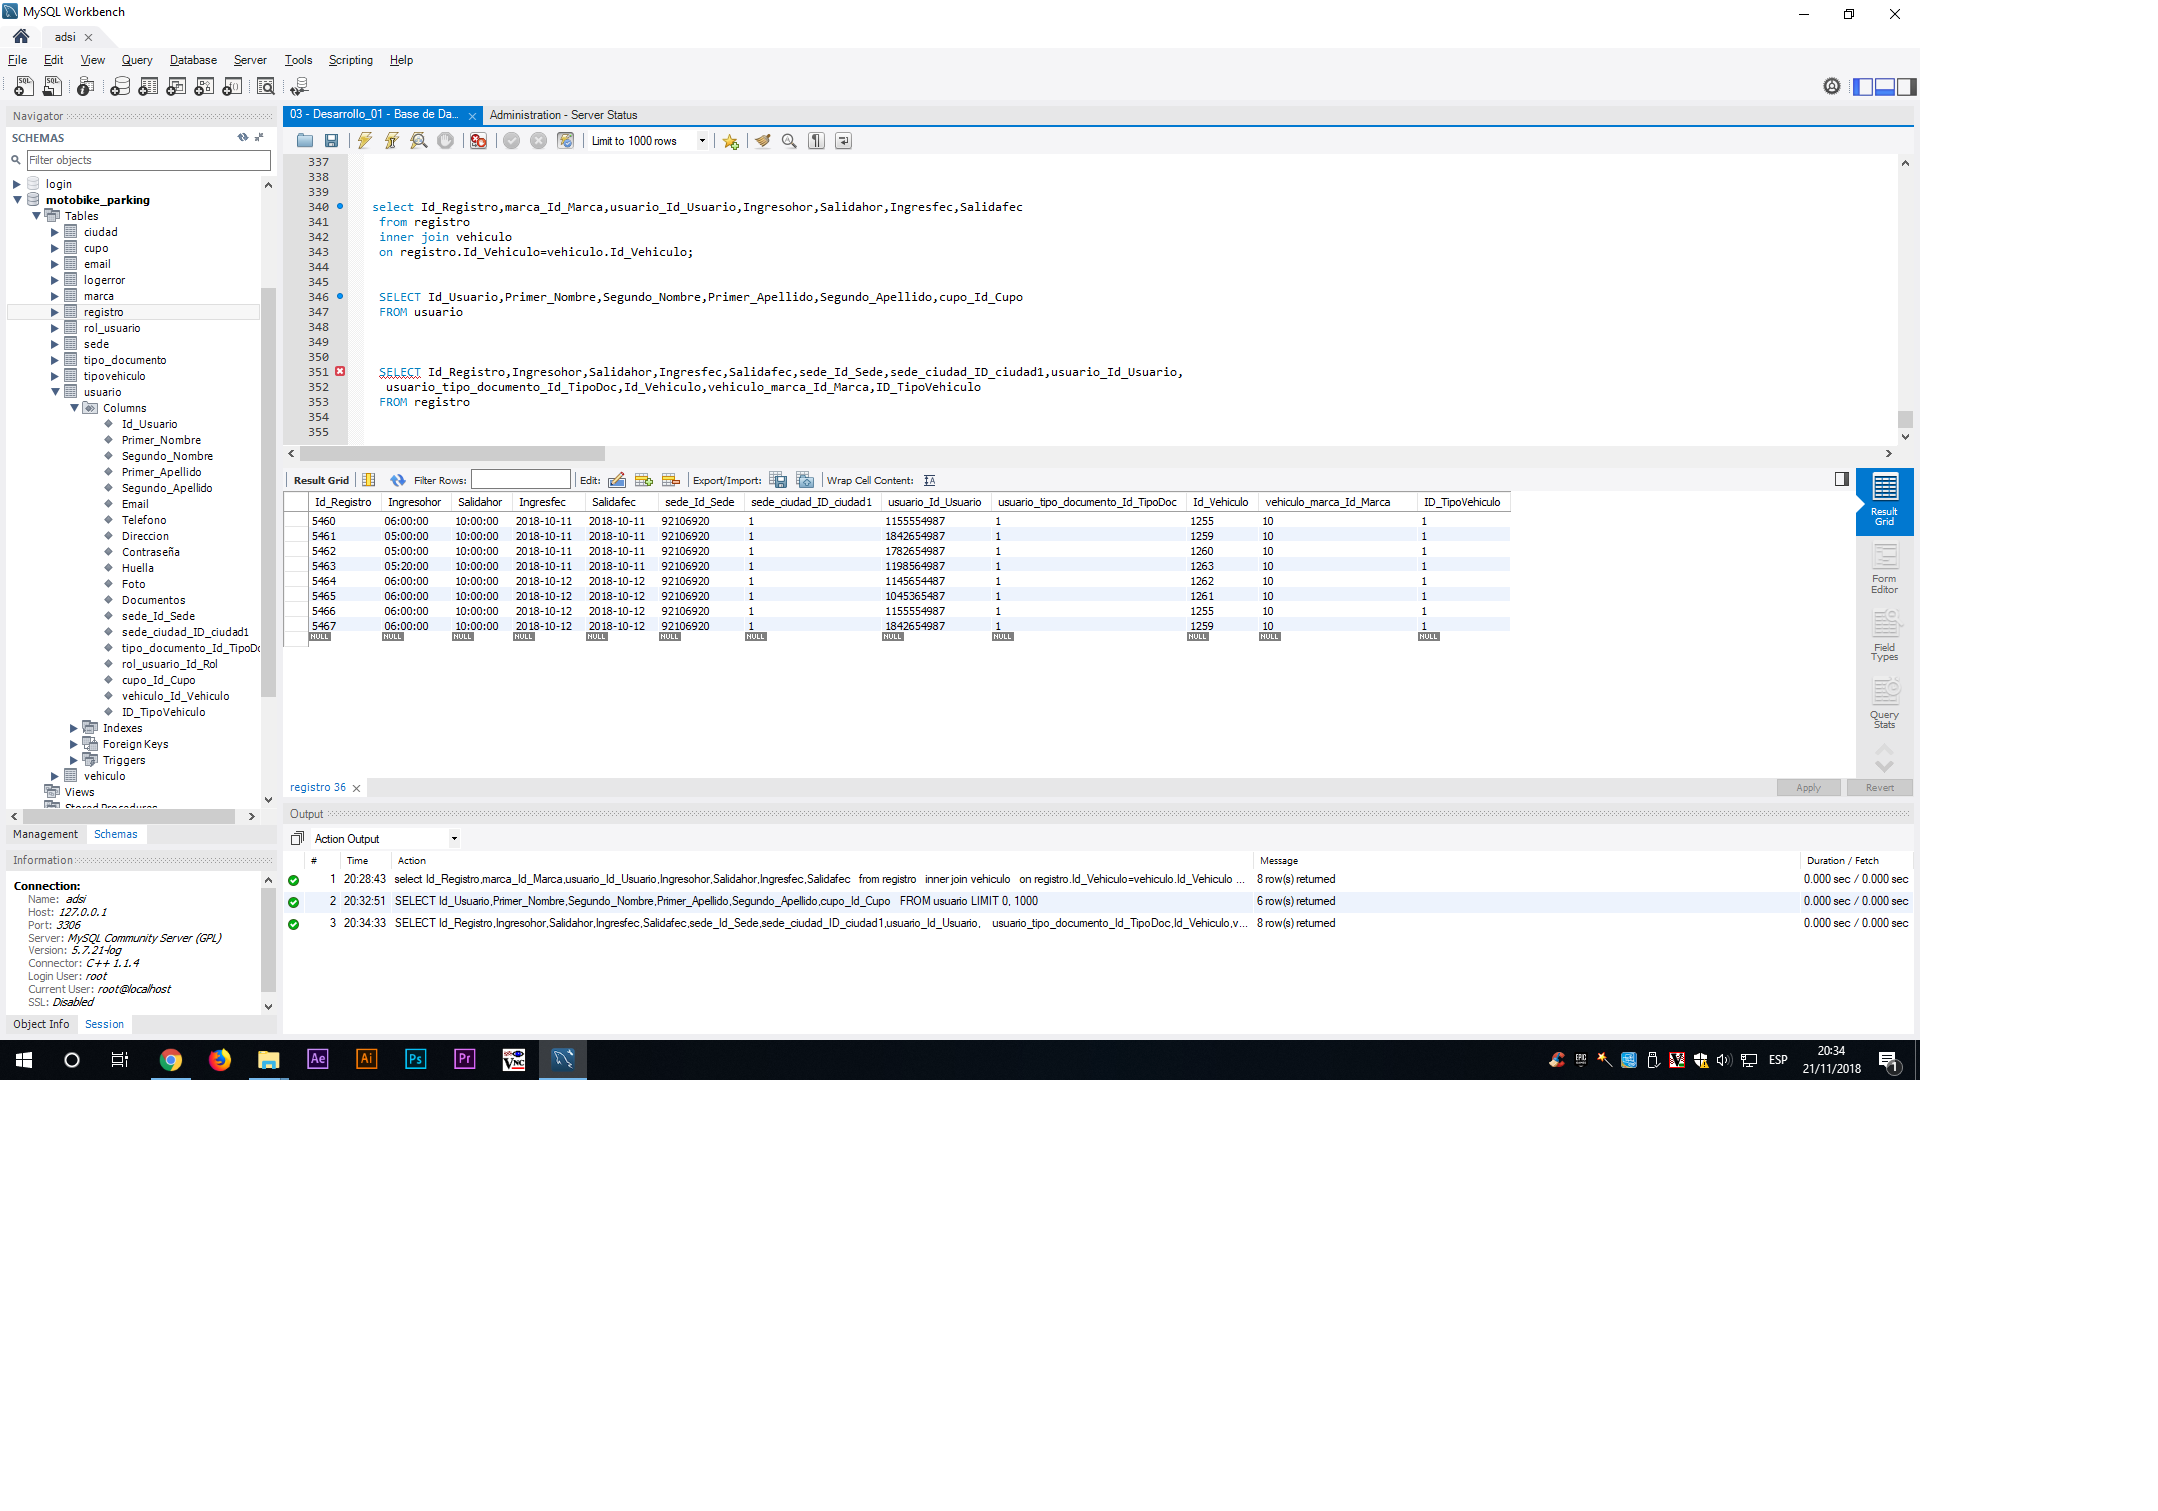 MySQL Workbench
adsi
File Edit View Query Database Server Tools Scripting Help
Navigator
SCHEMAS
Filter objects
login
motobike_parking
Tables
ciudad
cupo
email
logerror
marca
registro
rol_usuario
sede
tipo_documento
tipovehiculo
usuario
Columns
Id_Usuario
Primer_Nombre
Segundo_Nombre
Primer_Apellido
Segundo_Apellido
Email
Telefono
Direccion
Contraseña
Huella
Foto
Documentos
sede_Id_Sede
sede_ciudad_ID_ciudad1
tipo_documento_Id_TipoDo
rol_usuario_Id_Rol
cupo_Id_Cupo
vehiculo_Id_Vehiculo
ID_TipoVehiculo
Indexes
Foreign Keys
Triggers
vehiculo
Views
Stored Procedures
Management Schemas
Information
Connection:
Name: adsi
Host: 127.0.0.1
Port: 3306
Server: MySQL Community Server (GPL)
Version: 5.7.21-log
Connector: C++ 1.1.4
Login User: root
Current User: root@localhost
SSL: Disabled
Object Info Session
03 - Desarrollo_01 - Base de Da... Administration - Server Status
Limit to 1000 rows
337
338
339
340 select Id_Registro,marca_Id_Marca,usuario_Id_Usuario,Ingresohor,Salidahor,Ingresfec,Salidafec
341 from registro
342 inner join vehiculo
343 on registro.Id_Vehiculo=vehiculo.Id_Vehiculo;
344
345
346 SELECT Id_Usuario,Primer_Nombre,Segundo_Nombre,Primer_Apellido,Segundo_Apellido,cupo_Id_Cupo
347 FROM usuario
348
349
350
351 SELECT Id_Registro,Ingresohor,Salidahor,Ingresfec,Salidafec,sede_Id_Sede,sede_ciudad_ID_ciudad1,usuario_Id_Usuario,
352 usuario_tipo_documento_Id_TipoDoc,Id_Vehiculo,vehiculo_marca_Id_Marca,ID_TipoVehiculo
353 FROM registro
354
355
Result Grid Filter Rows: Edit: Export/Import: Wrap Cell Content:
Id_Registro Ingresohor Salidahor Ingresfec Salidafec sede_Id_Sede sede_ciudad_ID_ciudad1 usuario_Id_Usuario usuario_tipo_documento_Id_TipoDoc Id_Vehiculo vehiculo_marca_Id_Marca ID_TipoVehiculo
5460 06:00:00 10:00:00 2018-10-11 2018-10-11 92106920 1 1155554987 1 1255 10 1
5461 05:00:00 10:00:00 2018-10-11 2018-10-11 92106920 1 1842654987 1 1259 10 1
5462 05:00:00 10:00:00 2018-10-11 2018-10-11 92106920 1 1782654987 1 1260 10 1
5463 05:20:00 10:00:00 2018-10-11 2018-10-11 92106920 1 1198564987 1 1263 10 1
5464 06:00:00 10:00:00 2018-10-12 2018-10-12 92106920 1 1145654987 1 1262 10 1
5465 06:00:00 10:00:00 2018-10-12 2018-10-12 92106920 1 1045365487 1 1261 10 1
5466 06:00:00 10:00:00 2018-10-12 2018-10-12 92106920 1 1155554987 1 1255 10 1
5467 06:00:00 10:00:00 2018-10-12 2018-10-12 92106920 1 1842654987 1 1259 10 1
NULL NULL NULL NULL NULL NULL NULL NULL NULL NULL NULL NULL
Result
Grid
Form
Editor
Field
Types
Query
Stats
registro 36
Apply Revert
Output
Action Output
# Time Action Message Duration / Fetch
1 20:28:43 select Id_Registro,marca_Id_Marca,usuario_Id_Usuario,Ingresohor,Salidahor,Ingresfec,Salidafec from registro inner join vehiculo on registro.Id_Vehiculo=vehiculo.Id_Vehiculo ... 8 row(s) returned 0.000 sec / 0.000 sec
2 20:32:51 SELECT Id_Usuario,Primer_Nombre,Segundo_Nombre,Primer_Apellido,Segundo_Apellido,cupo_Id_Cupo FROM usuario LIMIT 0, 1000 6 row(s) returned 0.000 sec / 0.000 sec
3 20:34:33 SELECT Id_Registro,Ingresohor,Salidahor,Ingresfec,Salidafec,sede_Id_Sede,sede_ciudad_ID_ciudad1,usuario_Id_Usuario, usuario_tipo_documento_Id_TipoDoc,Id_Vehiculo,v... 8 row(s) returned 0.000 sec / 0.000 sec
Ae Ai Ps Pr VNC
EPIC
ESP
20:34
21/11/2018
1